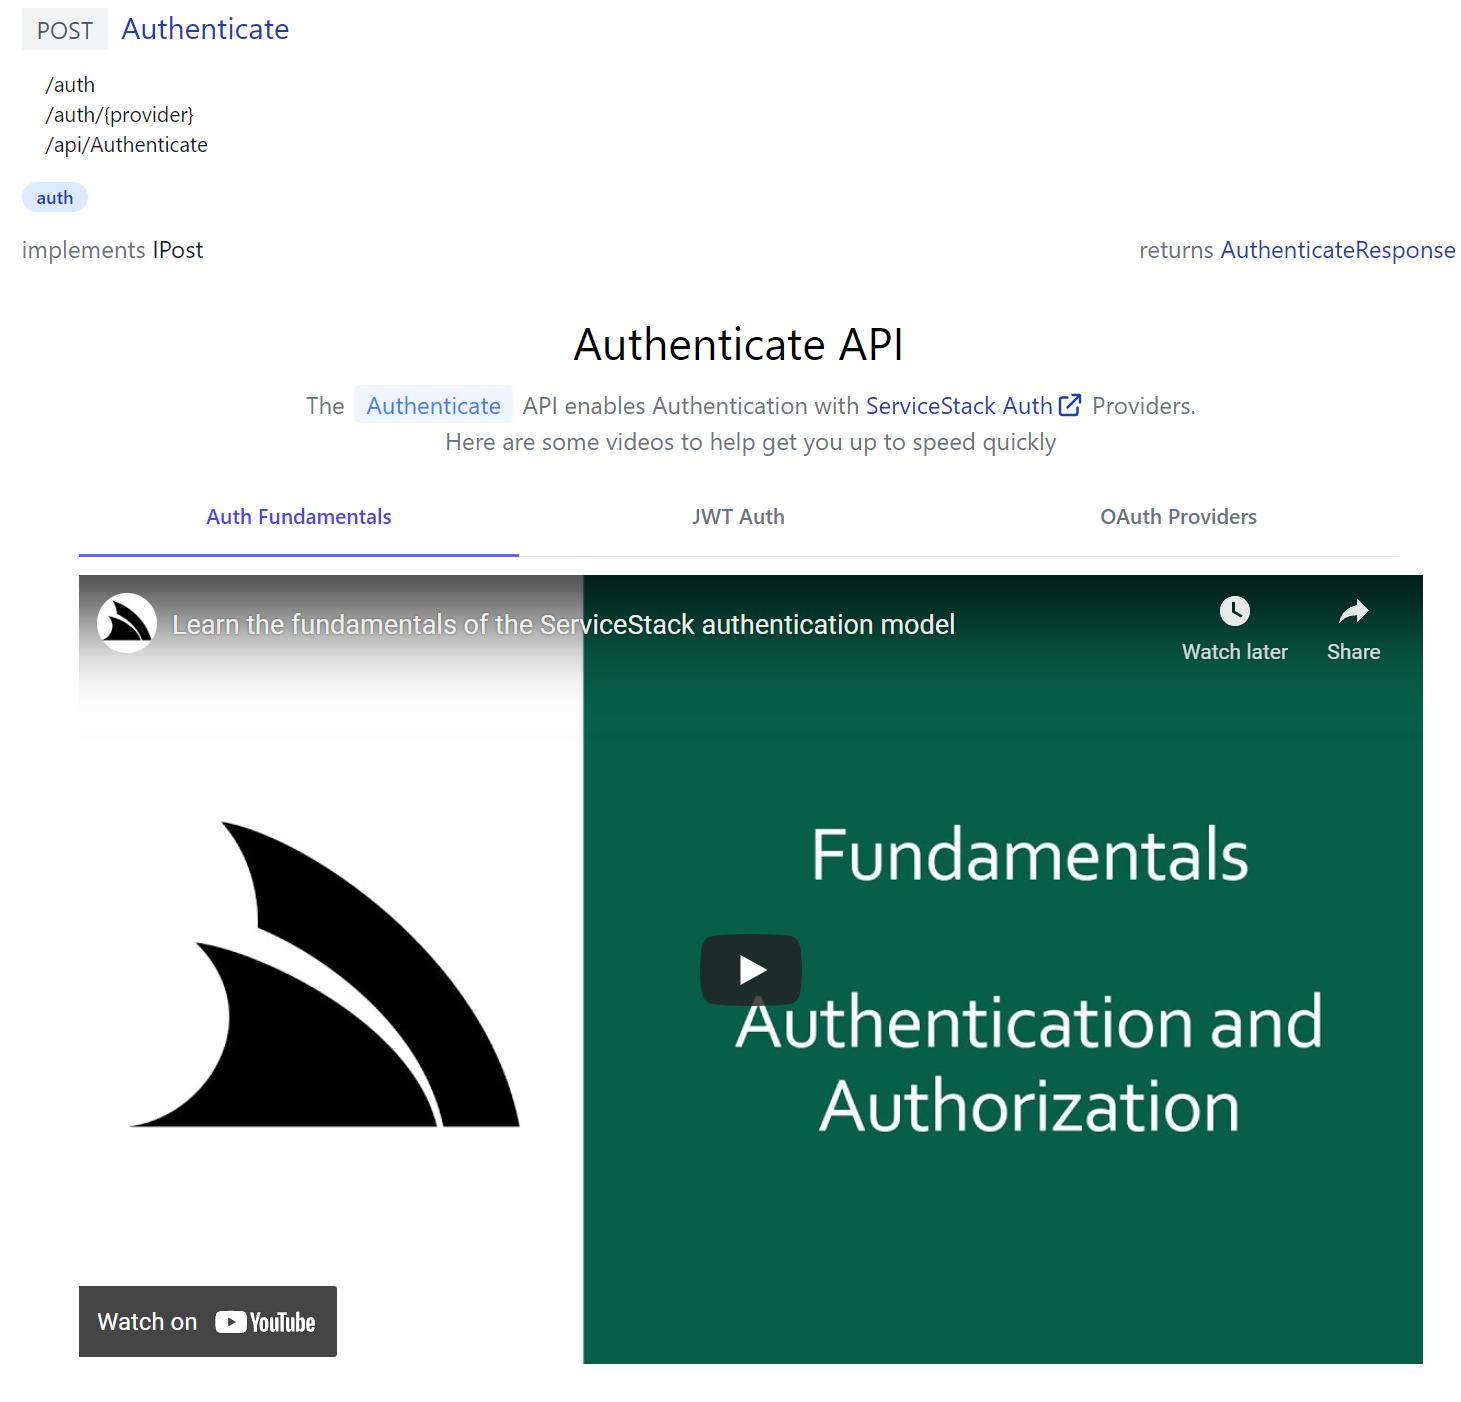 POST Authenticate
/auth
/auth/{provider}
/api/Authenticate
auth
implements IPost
returns AuthenticateResponse
Authenticate API
The Authenticate API enables Authentication with ServiceStack Auth Providers.
Here are some videos to help get you up to speed quickly
Auth Fundamentals
JWT Auth
OAuth Providers
Learn the fundamentals of the ServiceStack authentication model
Watch later
Share
Fundamentals
Authentication and
Authorization
Watch on YouTube